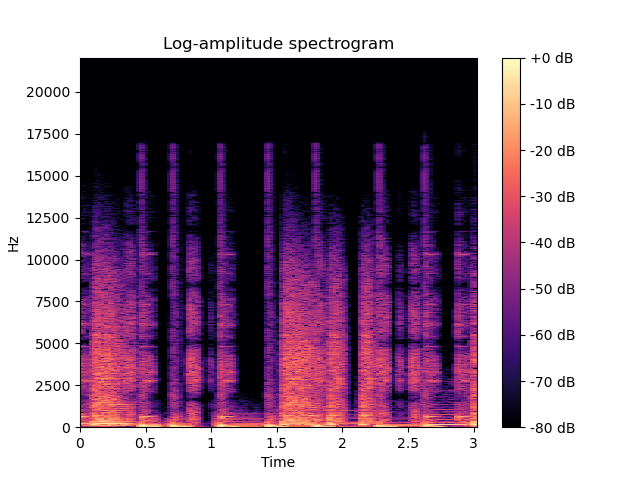 Log-amplitude spectrogram
Hz
20000
17500
15000
12500
10000
7500
5000
2500
0
0 0.5 1 1.5 2 2.5 3
Time
+0 dB
-10 dB
-20 dB
-30 dB
-40 dB
-50 dB
-60 dB
-70 dB
-80 dB